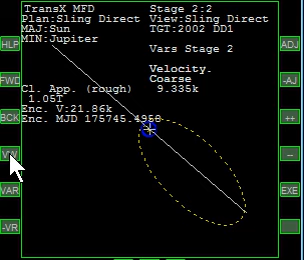 TransX MFD Stage 2:2
Plan:Sling Direct View:Sling Direct
MAJ:Sun TGT:2002 DD1
MIN:Jupiter
Vars Stage 2
Velocity.
Coarse
Cl. App. (rough) 9.335k
1.05T
Enc. V:21.86k
Enc. MJD 175745.4950
HLP
FWD
BCK
VW
VAR
-VR
ADJ
-AJ
++
--
EXE